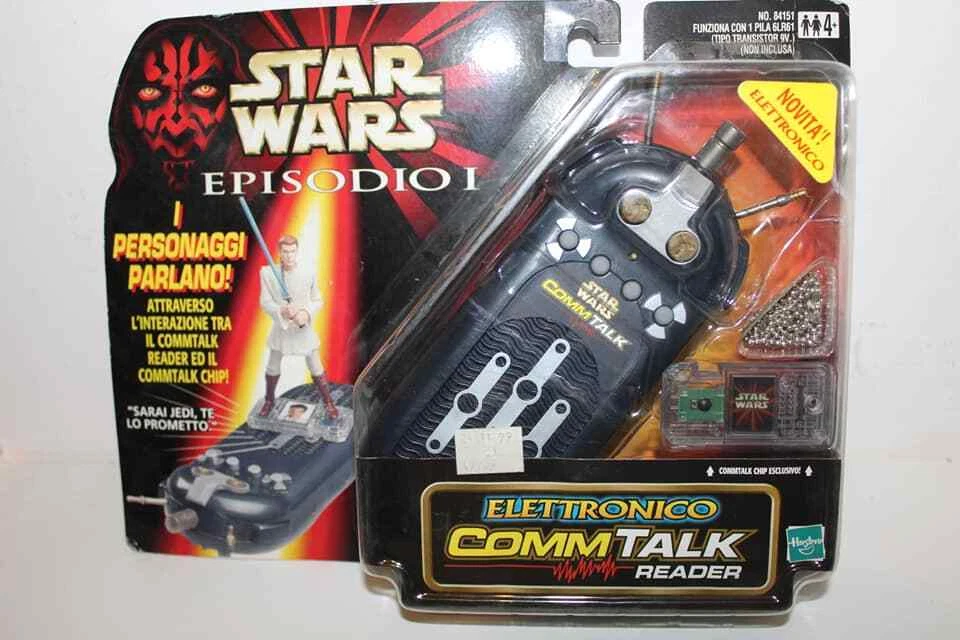 STAR
WARS
EPISODIO I
I
PERSONAGGI
PARLANO!
ATTRAVERSO
L'INTERAZIONE TRA
IL COMMTALK
READER ED IL
COMMTALK CHIP!
"SARAI JEDI, TE
LO PROMETTO."
NO. 84151
FUNZIONA CON 1 PILA 6LR61
(TIPO TRANSISTOR 9V.)
(NON INCLUSA)
4+
NOVITA'!
ELETTRONICO
STAR
WARS
COMMTALK
STAR
WARS
COMMTALK CHIP ESCLUSIVO!
ELETTRONICO
COMMTALK
READER
Hasbro